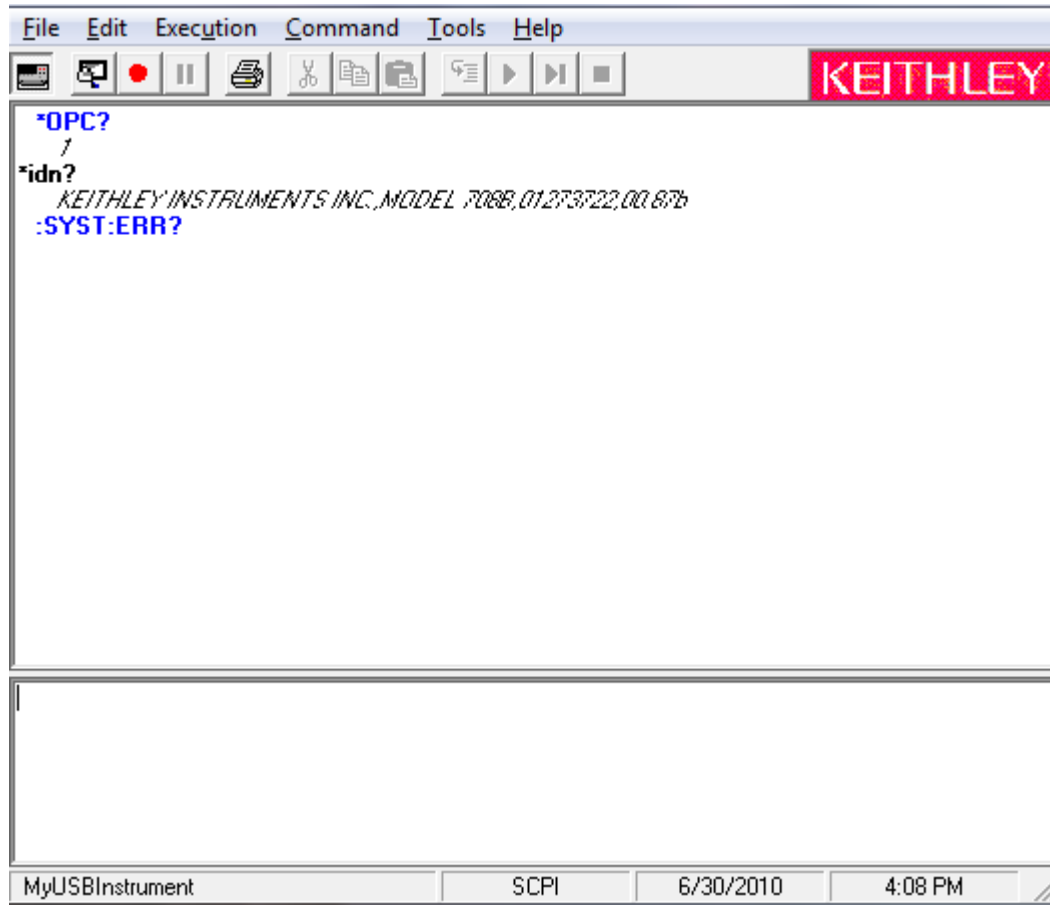 File Edit Execution Command Tools Help
KEITHLEY
*OPC?
1
*idn?
KEITHLEY INSTRUMENTS INC.,MODEL 708B,01273722,00.87b
:SYST:ERR?
MyUSBInstrument SCPI 6/30/2010 4:08 PM